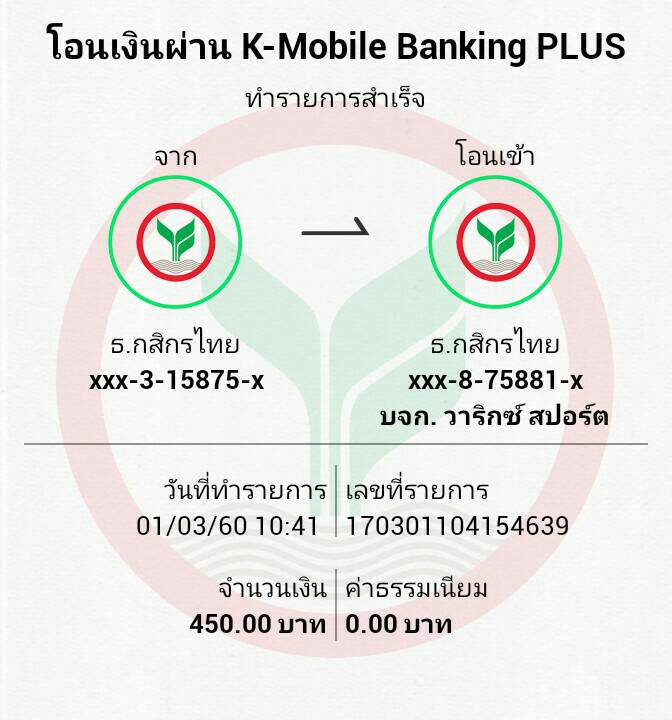 โอนเงินผ่าน K-Mobile Banking PLUS
ทำรายการสำเร็จ
จาก
โอนเข้า
ธ.กสิกรไทย
ธ.กสิกรไทย
xxx-3-15875-x
xxx-8-75881-x
บจก. วาริกซ์ สปอร์ต
วันที่ทำรายการ
เลขที่รายการ
01/03/60 10:41
170301104154639
จำนวนเงิน
ค่าธรรมเนียม
450.00 บาท
0.00 บาท